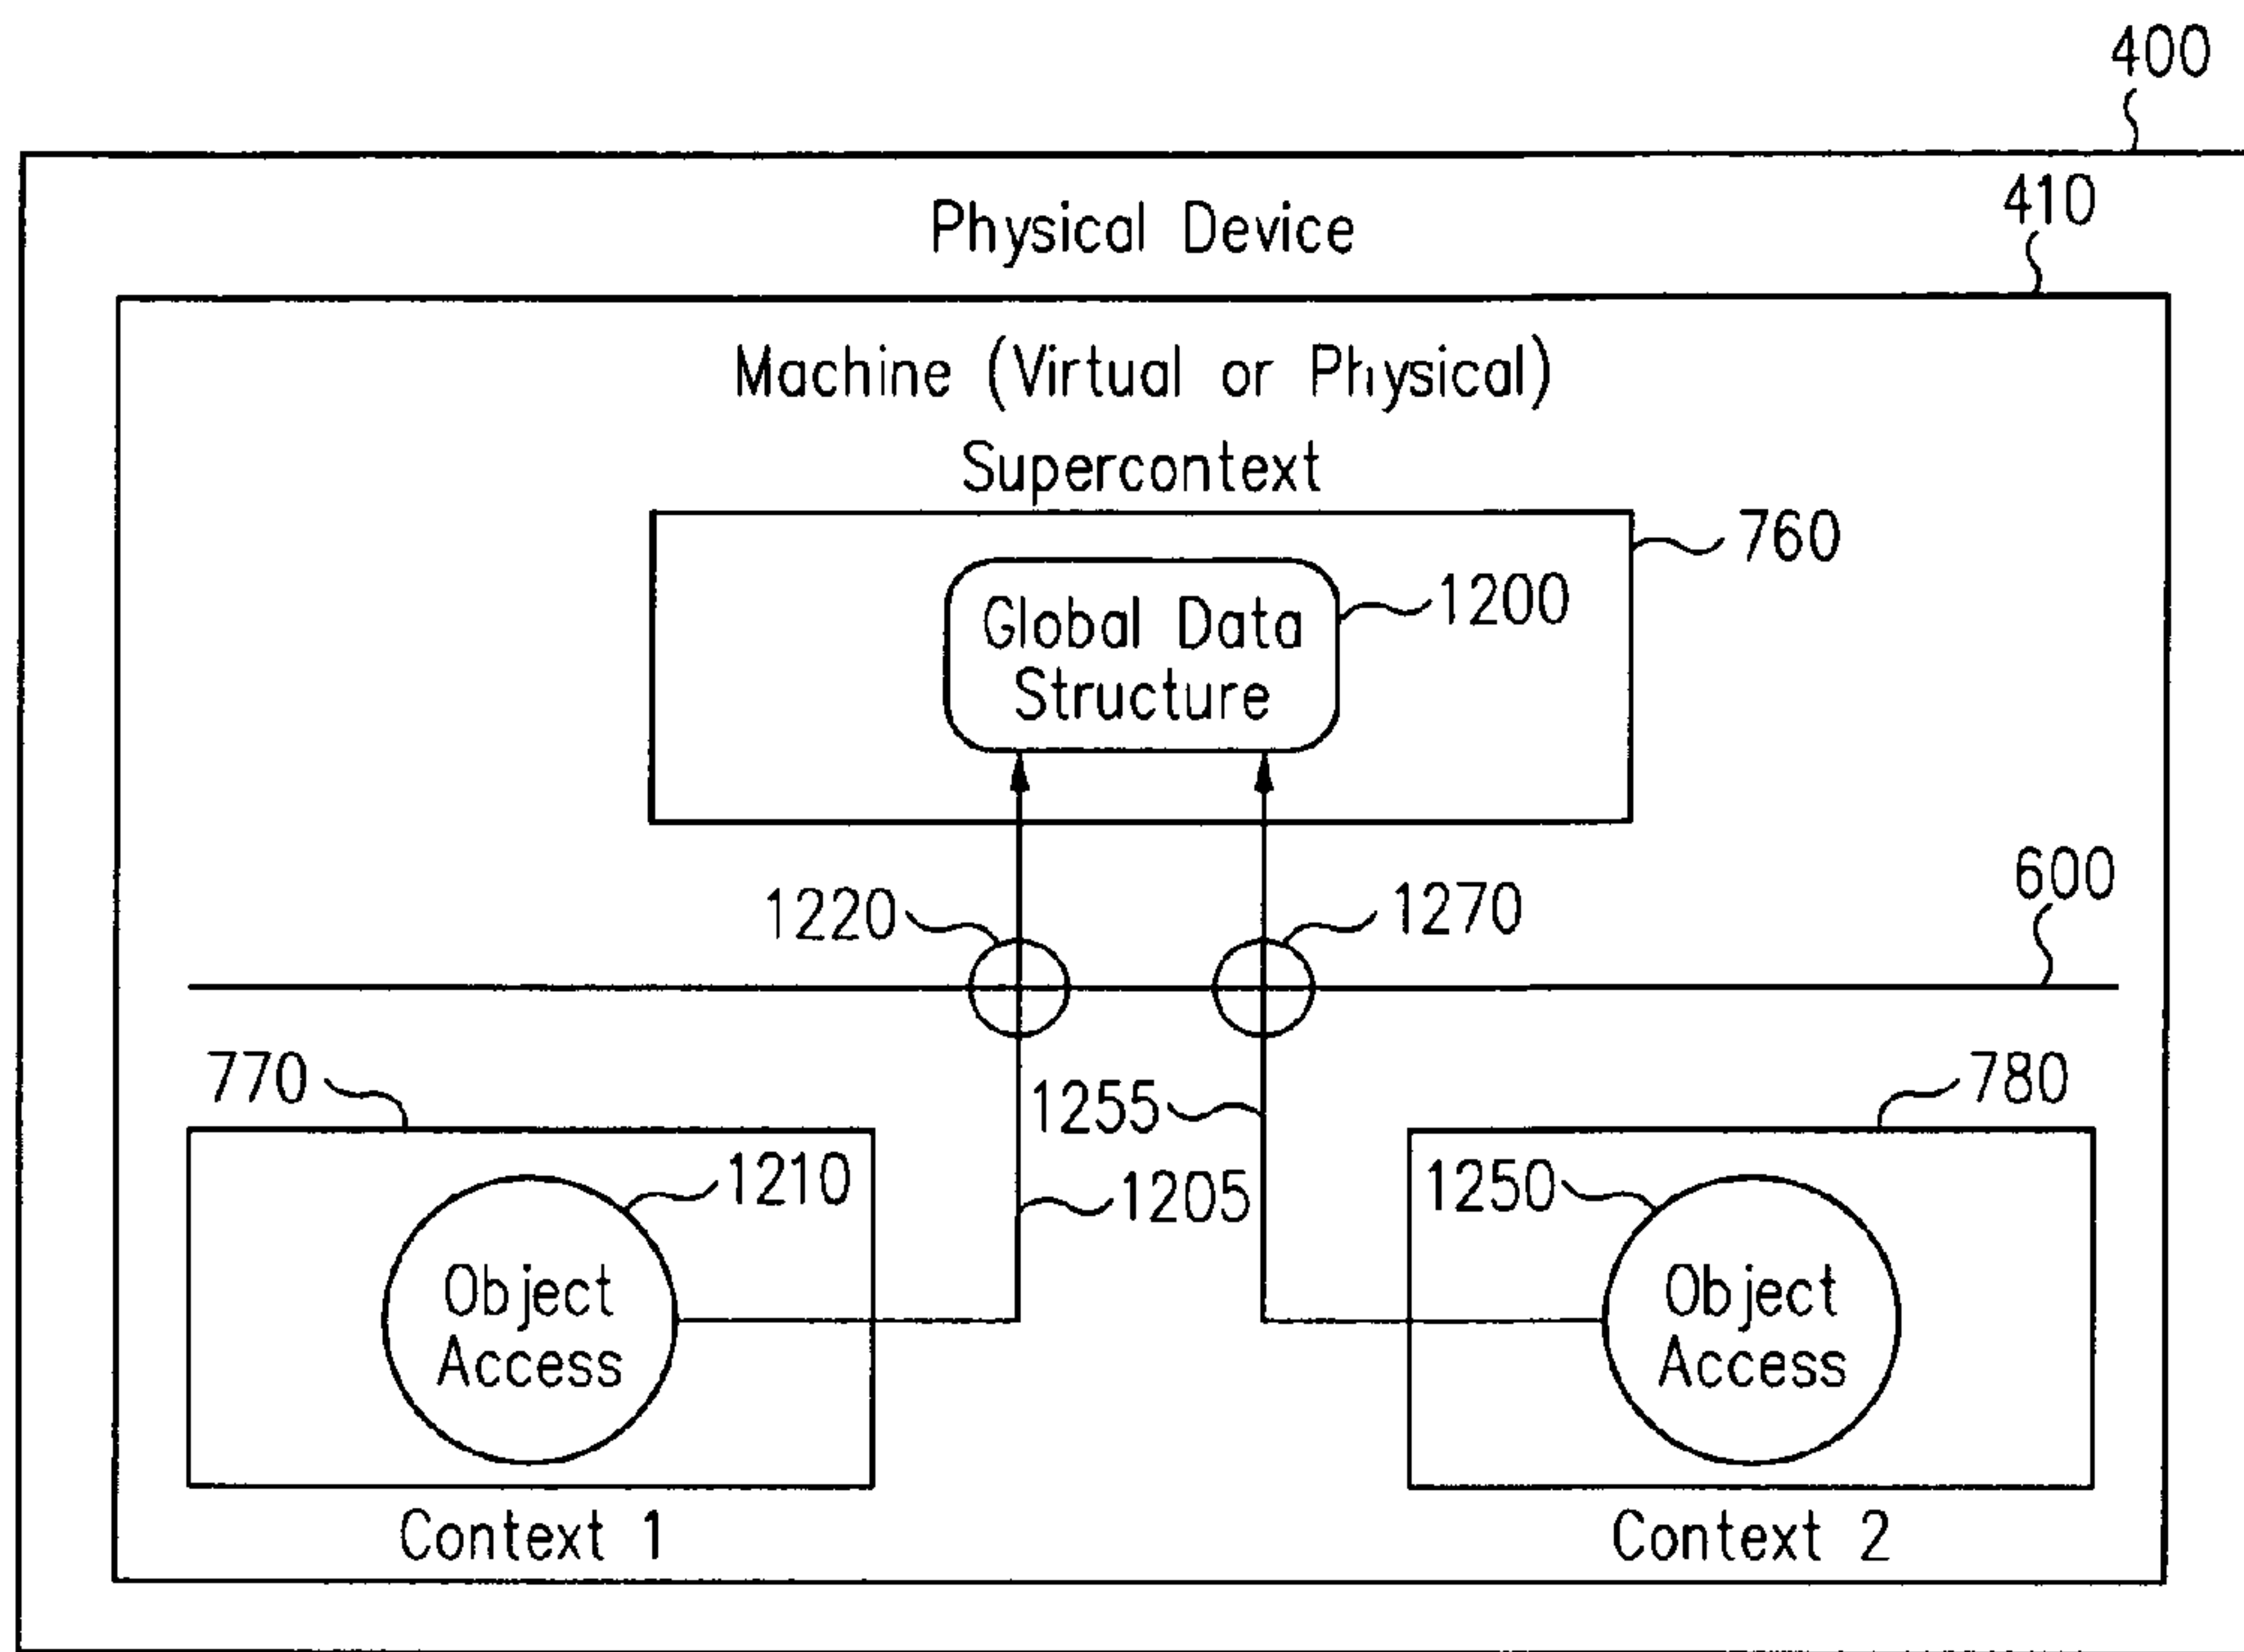 400
Physical Device
410
Machine (Virtual or Physical)
Supercontext
760
Global Data
Structure
1200
1220
1270
600
770
1255
780
1210
1205
1250
Object
Access
Object
Access
Context 1
Context 2